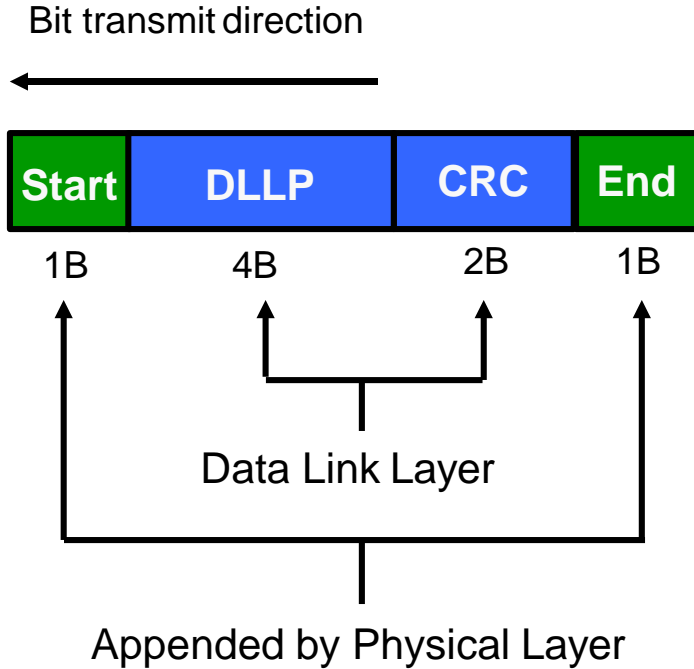 Bit transmit direction
Start DLLP CRC End
1B 4B 2B 1B
Data Link Layer
Appended by Physical Layer